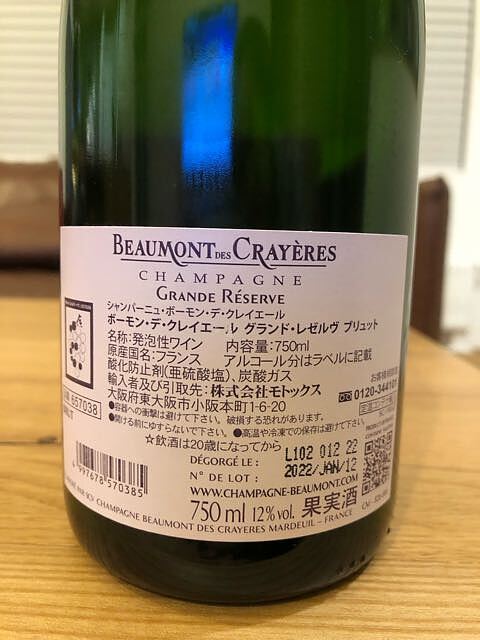 BEAUMONT DES CRAYÈRES
CHAMPAGNE
GRANDE RÉSERVE
シャンパーニュ・ボーモン・デ・クレイエール
ボーモン・デ・クレイエール グランド・レゼルヴ ブリュット
名称:発泡性ワイン 内容量:750ml
原産国名:フランス アルコール分はラベルに記載
酸化防止剤(亜硫酸塩)、炭酸ガス
輸入者及び引取先:株式会社モトックス
大阪府東大阪市小阪本町1-6-20
0120-344101
657038
●容器への衝撃は避けて下さい。破損する恐れがあります。
●開ける前にゆすらないで下さい。 ●高温や冷凍での保存は避けて下さい。
☆飲酒は20歳になってから
DÉGORGÉ LE : L102 012 22
N° DE LOT : 2022/JAN/12
WWW.CHAMPAGNE-BEAUMONT.COM
4 997678 570385
750 ml 12% vol. 果実酒
CHAMPAGNE BEAUMONT DES CRAYERES MARDEUIL – FRANCE